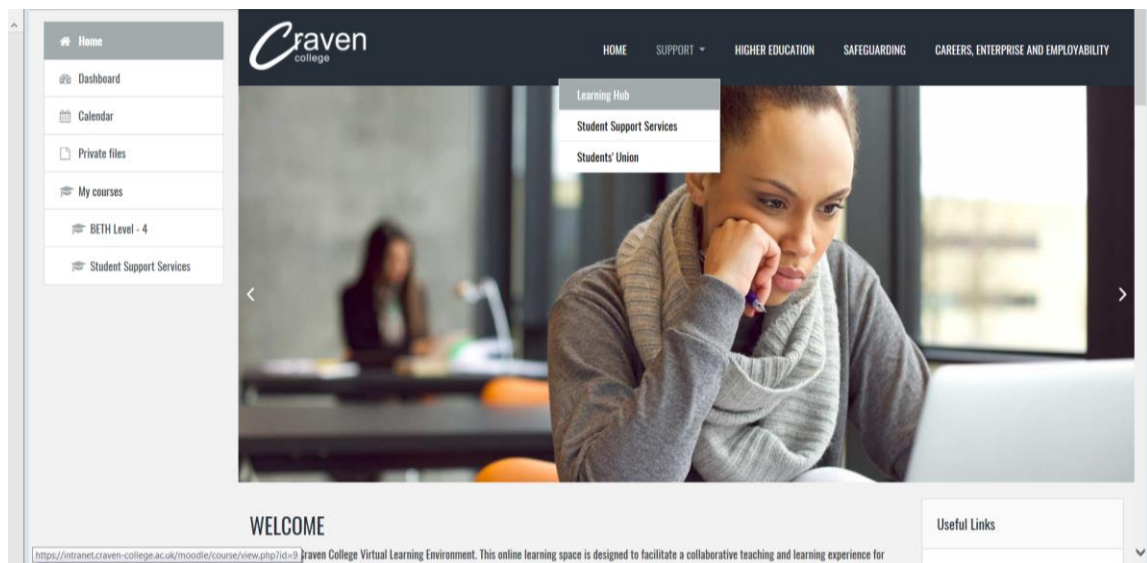 Home
Dashboard
Calendar
Private files
My courses
BETH Level - 4
Student Support Services
Craven
college
HOME SUPPORT HIGHER EDUCATION SAFEGUARDING CAREERS, ENTERPRISE AND EMPLOYABILITY
Learning Hub
Student Support Services
Students' Union
WELCOME
Craven College Virtual Learning Environment. This online learning space is designed to facilitate a collaborative teaching and learning experience for
Useful Links
https://intranet.craven-college.ac.uk/moodle/course/view.php?id=9